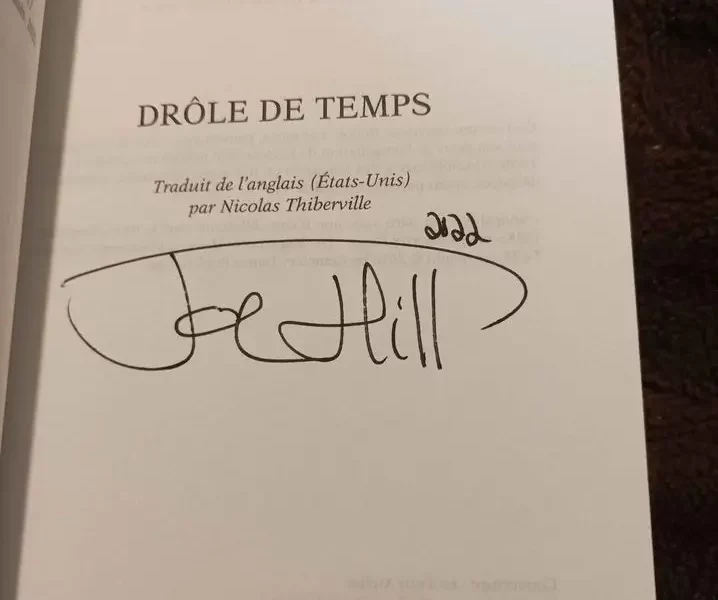 DRÔLE DE TEMPS
Traduit de l'anglais (États-Unis)
par Nicolas Thiberville
2022
Joe Hill